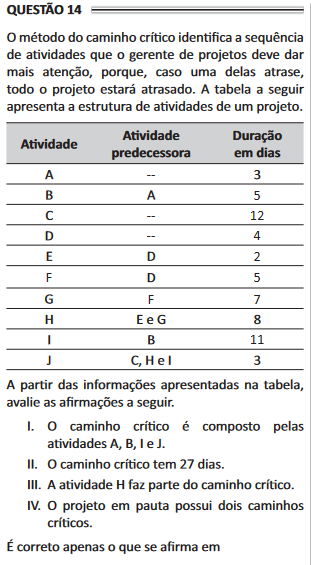 QUESTÃO 14
O método do caminho crítico identifica a sequência
de atividades que o gerente de projetos deve dar
mais atenção, porque, caso uma delas atrase,
todo o projeto estará atrasado. A tabela a seguir
apresenta a estrutura de atividades de um projeto.
Atividade Atividade predecessora Duração em dias
A -- 3
B A 5
C -- 12
D -- 4
E D 2
F D 5
G F 7
H E e G 8
I B 11
J C, H e I 3
A partir das informações apresentadas na tabela,
avalie as afirmações a seguir.
I. O caminho crítico é composto pelas
atividades A, B, I e J.
II. O caminho crítico tem 27 dias.
III. A atividade H faz parte do caminho crítico.
IV. O projeto em pauta possui dois caminhos
críticos.
É correto apenas o que se afirma em